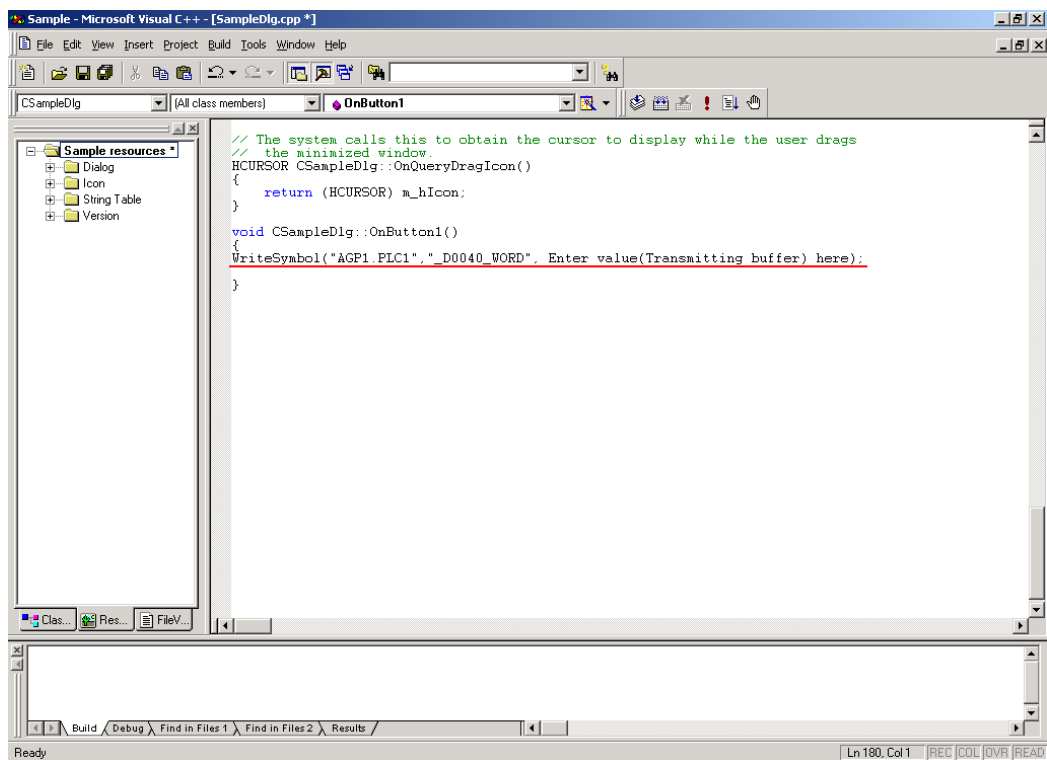 Sample - Microsoft Visual C++ - [SampleDlg.cpp *]
File Edit View Insert Project Build Tools Window Help
CSampleDlg (All class members) OnButton1
Sample resources *
Dialog
Icon
String Table
Version
// The system calls this to obtain the cursor to display while the user drags
//  the minimized window.
HCURSOR CSampleDlg::OnQueryDragIcon()
{
    return (HCURSOR) m_hIcon;
}
void CSampleDlg::OnButton1()
{
WriteSymbol("AGP1.PLC1","_D0040_WORD", Enter value(Transmitting buffer) here);
}
Clas... Res... FileV...
Build Debug Find in Files 1 Find in Files 2 Results
Ready Ln 180, Col 1 REC COL OVR READ